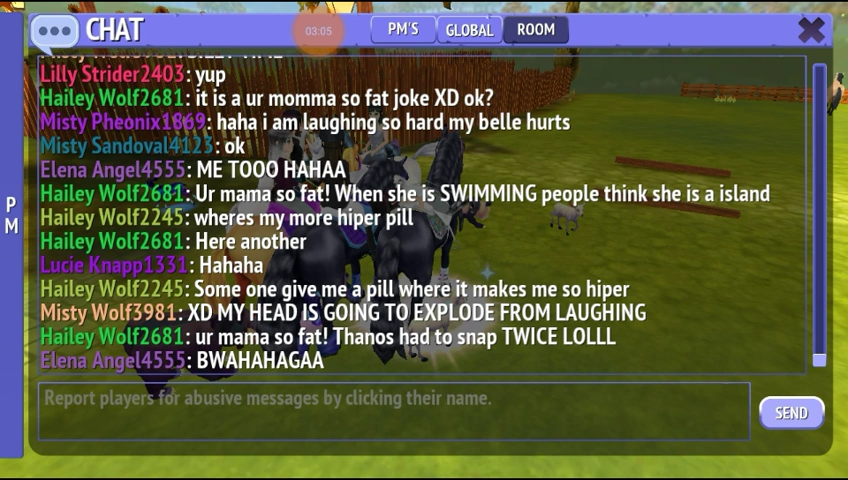 CHAT
03:05
PM'S
GLOBAL
ROOM
Lilly Strider2403: yup
Hailey Wolf2681: it is a ur momma so fat joke XD ok?
Misty Pheonix1869: haha i am laughing so hard my belle hurts
Misty Sandoval4123: ok
Elena Angel4555: ME TOOO HAHAA
Hailey Wolf2681: Ur mama so fat! When she is SWIMMING people think she is a island
Hailey Wolf2245: wheres my more hiper pill
Hailey Wolf2681: Here another
Lucie Knapp1331: Hahaha
Hailey Wolf2245: Some one give me a pill where it makes me so hiper
Misty Wolf3981: XD MY HEAD IS GOING TO EXPLODE FROM LAUGHING
Hailey Wolf2681: ur mama so fat! Thanos had to snap TWICE LOLLL
Elena Angel4555: BWAHAHAGAA
PM
Report players for abusive messages by clicking their name.
SEND